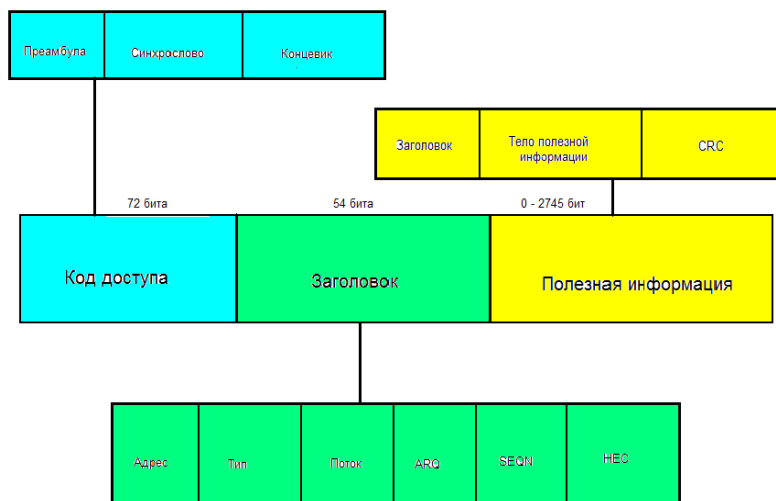 Преамбула Синхрослово Концевик
Заголовок Тело полезной информации CRC
72 бита 54 бита 0 - 2745 бит
Код доступа Заголовок Полезная информация
Адрес Тип Поток ARQ SEQN HEC